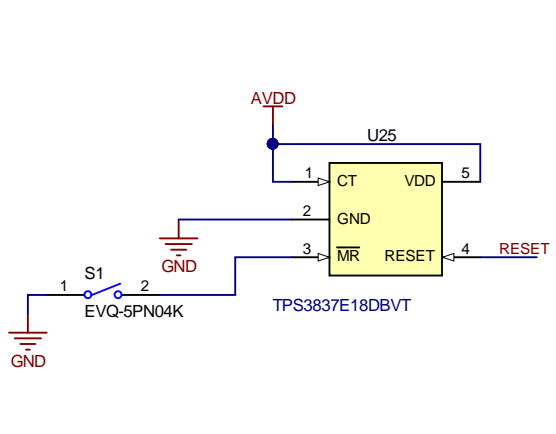 AVDD
U25
1
CT
VDD
5
2
GND
GND
3
MR
RESET
4
RESET
S1
1
2
EVQ-5PN04K
TPS3837E18DBVT
GND